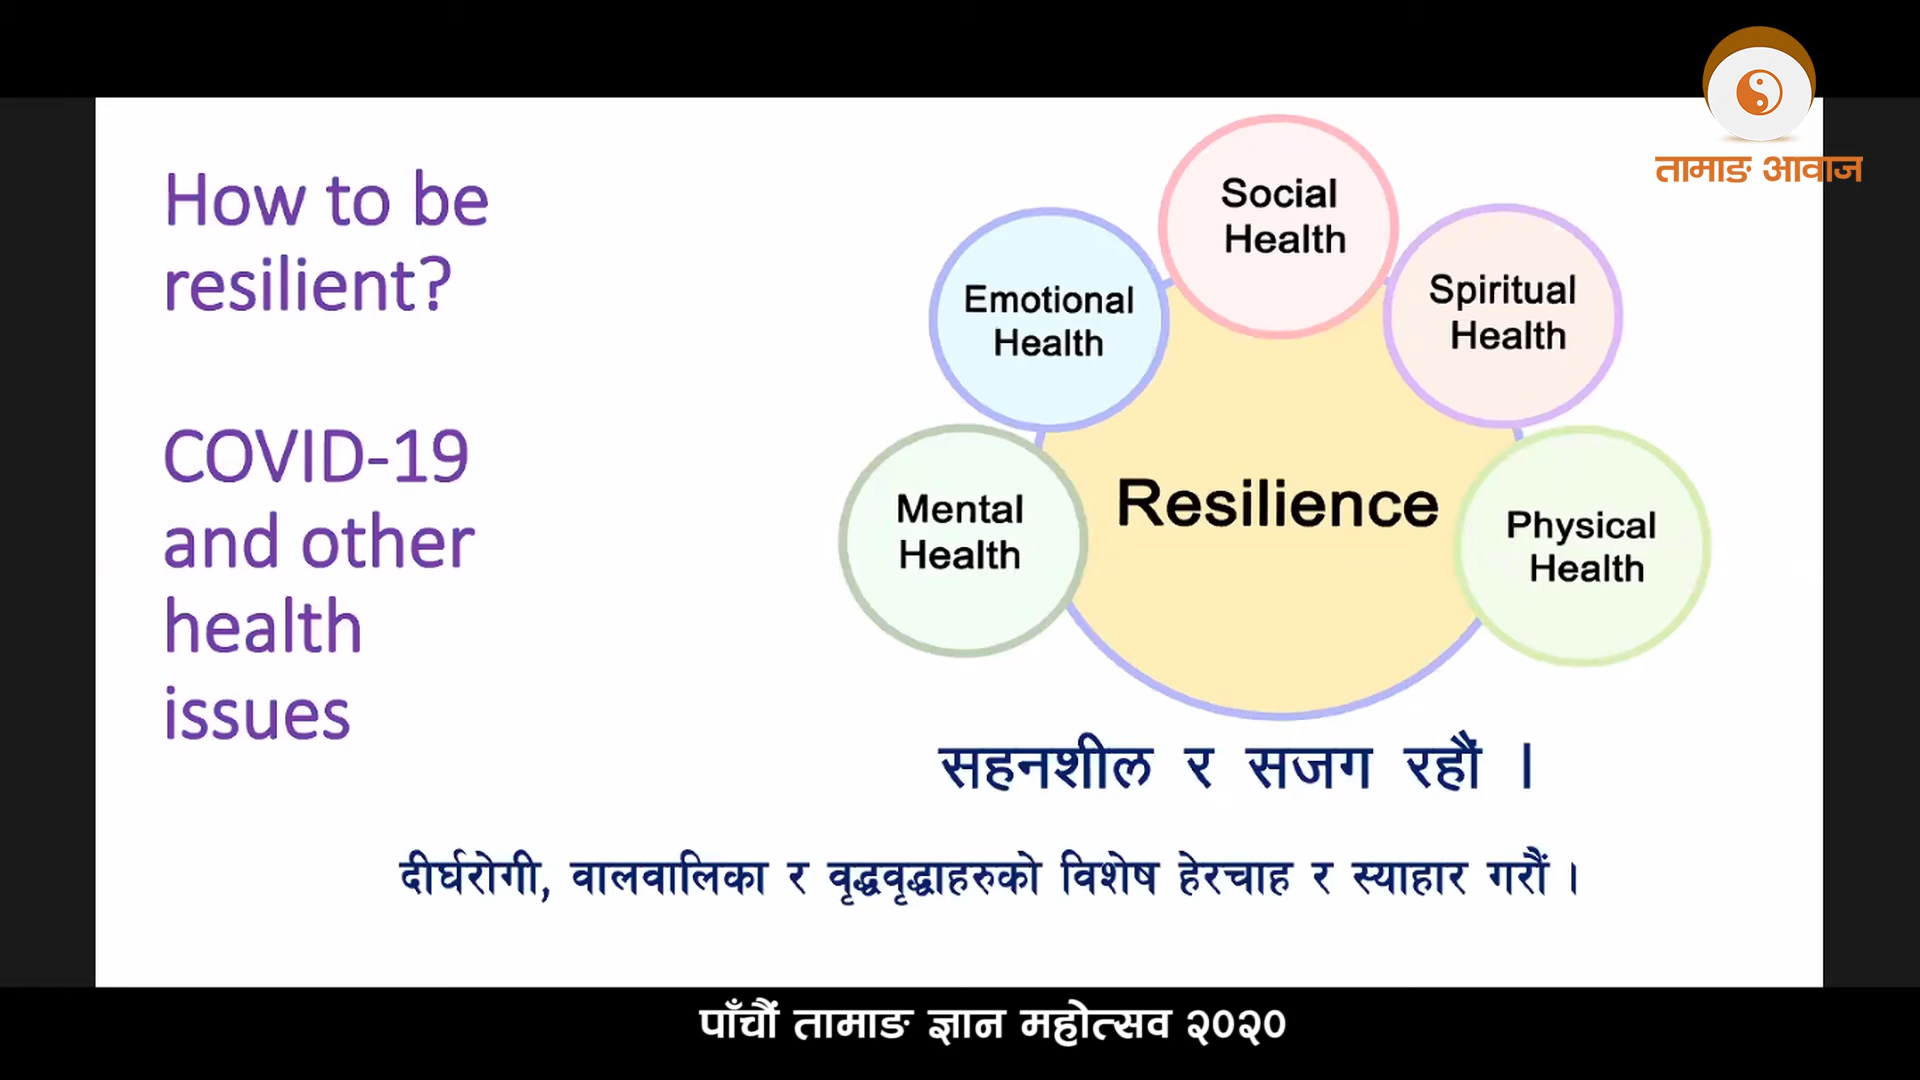 तामाङ आवाज
How to be
resilient?
COVID-19
and other
health
issues
Social
Health
Emotional
Health
Spiritual
Health
Mental
Health
Resilience
Physical
Health
सहनशील र सजग रहौं ।
दीर्घरोगी, वालवालिका र वृद्धवृद्धाहरुको विशेष हेरचाह र स्याहार गरौं ।
पाँचौं तामाङ ज्ञान महोत्सव २०२०